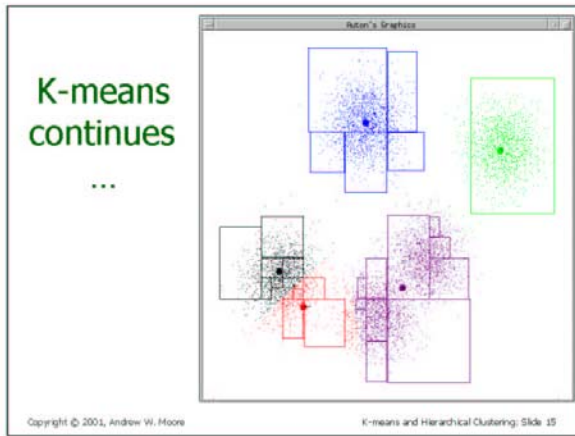 Auton's Graphics
K-means
continues
...
Copyright © 2001, Andrew W. Moore
K-means and Hierarchical Clustering: Slide 15